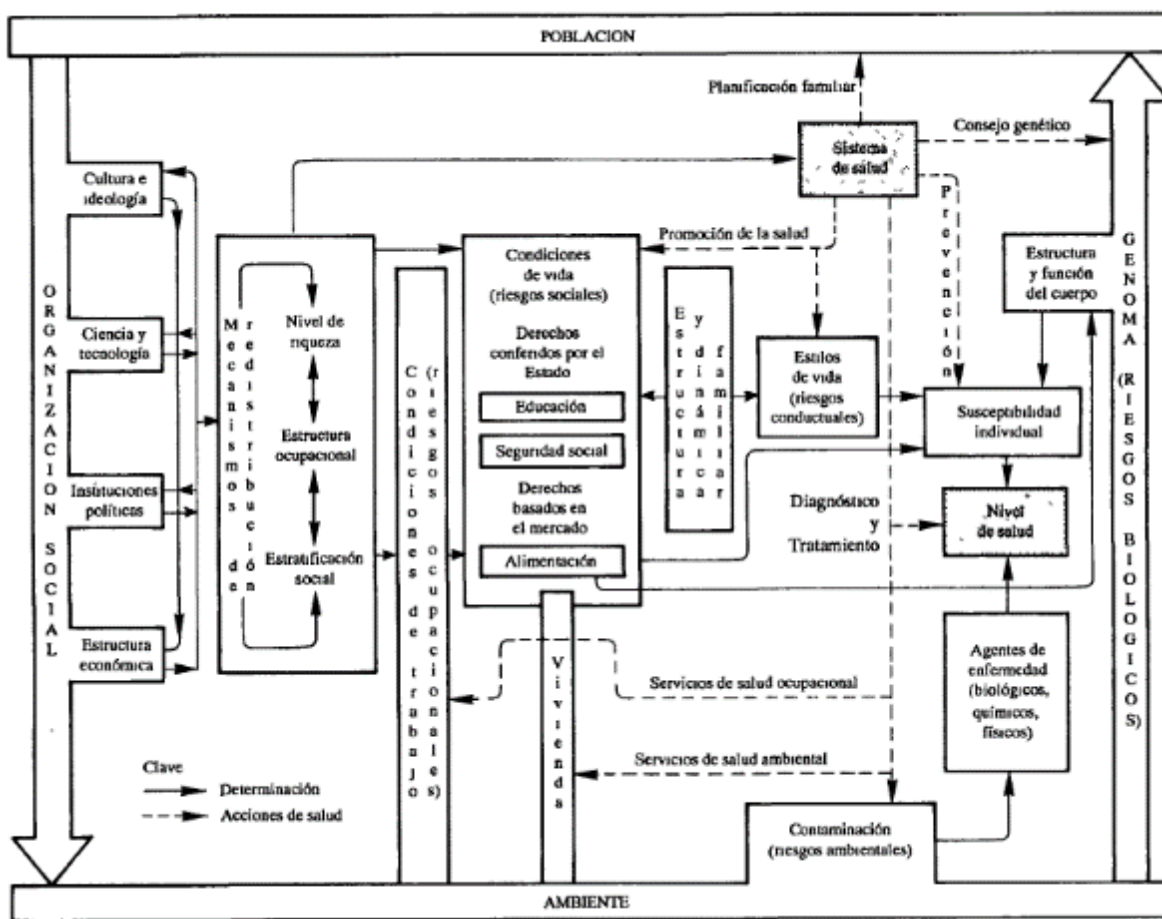 POBLACION
Planificación familiar
Consejo genético
Sistema
de salud
Prevención
Cultura e
ideología
Promoción de la salud
Condiciones
de vida
(riesgos sociales)
Estructura
y función
del cuerpo
GENOMA (RIESGOS BIOLOGICOS)
ORGANIZACION SOCIAL
Ciencia y
tecnología
Mecanismos de
redistribución
Nivel de
riqueza
Estructura
ocupacional
Estratificación
social
Condiciones de trabajo
(riesgos ocupacionales)
Derechos
conferidos por el
Estado
Educación
Seguridad social
Derechos
basados en
el mercado
Alimentación
Estructura
y dinámica
familiar
Estilos
de vida
(riesgos
conductuales)
Susceptibilidad
individual
Instituciones
políticas
Diagnóstico
y
Tratamiento
Nivel
de salud
Estructura
económica
Vivienda
Servicios de salud ocupacional
Agentes de
enfermedad
(biológicos,
químicos,
físicos)
Servicios de salud ambiental
Clave
Determinación
Acciones de salud
Contaminación
(riesgos ambientales)
AMBIENTE